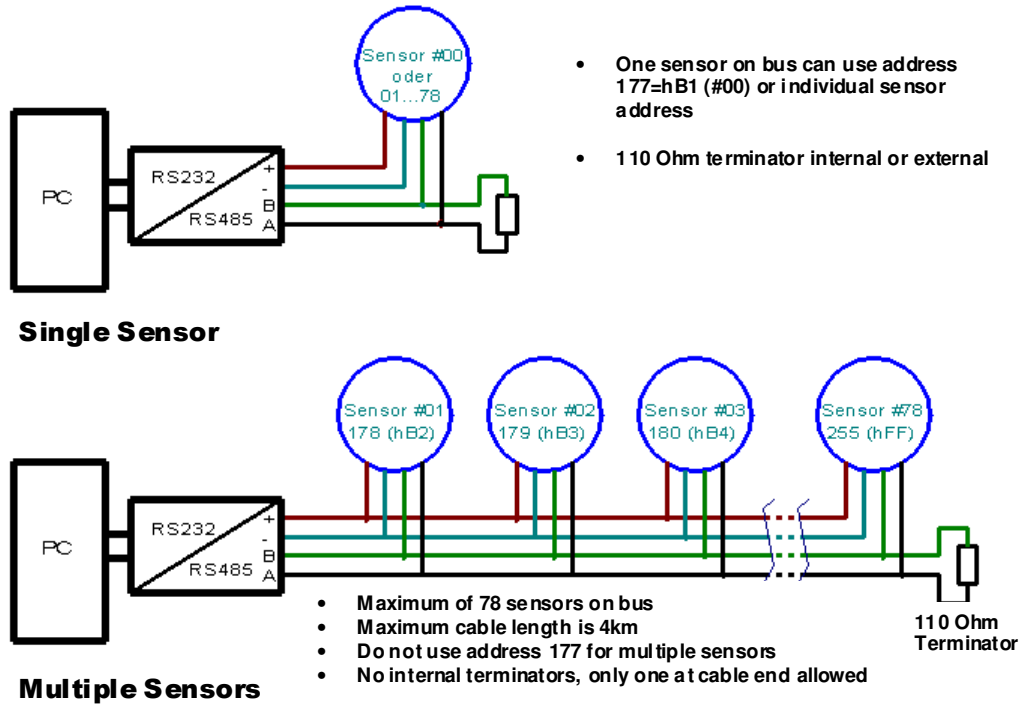 Sensor #00
oder
01...78
PC
RS232
RS485
+
-
B
A
• One sensor on bus can use address
177=hB1 (#00) or individual sensor
address
• 110 Ohm terminator internal or external
Single Sensor
Sensor #01
178 (hB2)
Sensor #02
179 (hB3)
Sensor #03
180 (hB4)
Sensor #78
255 (hFF)
PC
RS232
RS485
+
-
B
A
110 Ohm
Terminator
• Maximum of 78 sensors on bus
• Maximum cable length is 4km
• Do not use address 177 for multiple sensors
• No internal terminators, only one at cable end allowed
Multiple Sensors